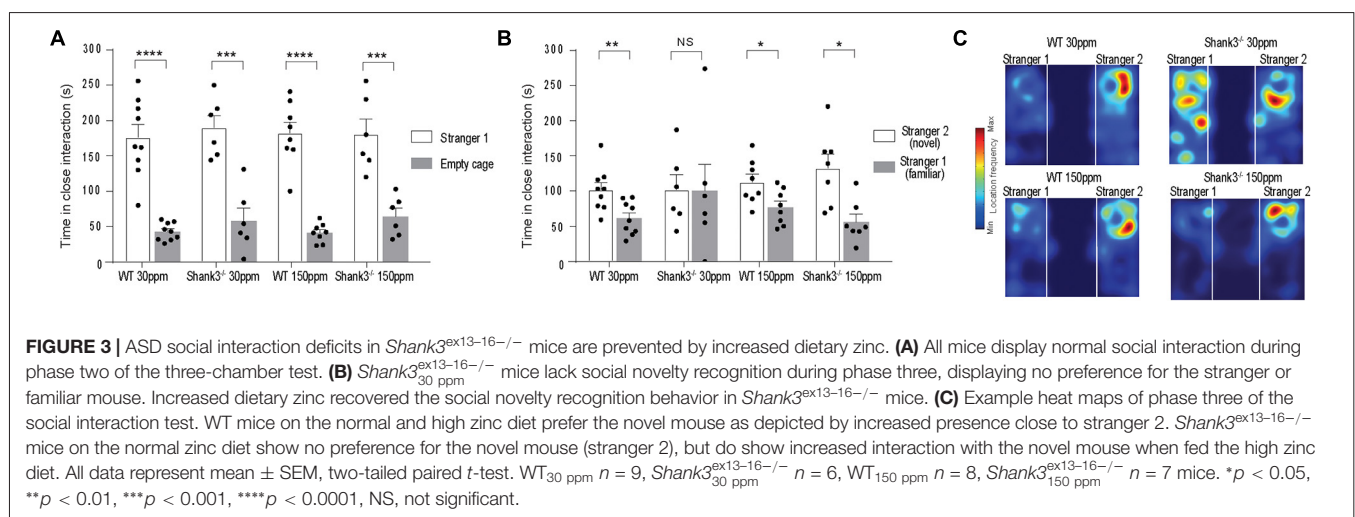 A
B
C
300
250
200
150
100
50
0
Time in close interaction (s)
****
***
****
***
WT 30ppm
Shank3-/- 30ppm
WT 150ppm
Shank3-/- 150ppm
Stranger 1
Empty cage
300
250
200
150
100
50
0
Time in close interaction (s)
**
NS
*
*
WT 30ppm
Shank3-/- 30ppm
WT 150ppm
Shank3-/- 150ppm
Stranger 2
(novel)
Stranger 1
(familiar)
Min Location frequency Max
WT 30ppm
Stranger 1 Stranger 2
Shank3-/- 30ppm
Stranger 1 Stranger 2
WT 150ppm
Stranger 1 Stranger 2
Shank3-/- 150ppm
Stranger 1 Stranger 2
FIGURE 3 | ASD social interaction deficits in Shank3ex13–16−/− mice are prevented by increased dietary zinc. (A) All mice display normal social interaction during
phase two of the three-chamber test. (B) Shank3ex13–16−/− 30 ppm mice lack social novelty recognition during phase three, displaying no preference for the stranger or
familiar mouse. Increased dietary zinc recovered the social novelty recognition behavior in Shank3ex13–16−/− mice. (C) Example heat maps of phase three of the
social interaction test. WT mice on the normal and high zinc diet prefer the novel mouse as depicted by increased presence close to stranger 2. Shank3ex13–16−/−
mice on the normal zinc diet show no preference for the novel mouse (stranger 2), but do show increased interaction with the novel mouse when fed the high zinc
diet. All data represent mean ± SEM, two-tailed paired t-test. WT30 ppm n = 9, Shank3ex13–16−/− 30 ppm n = 6, WT150 ppm n = 8, Shank3ex13–16−/− 150 ppm n = 7 mice. *p < 0.05,
**p < 0.01, ***p < 0.001, ****p < 0.0001, NS, not significant.